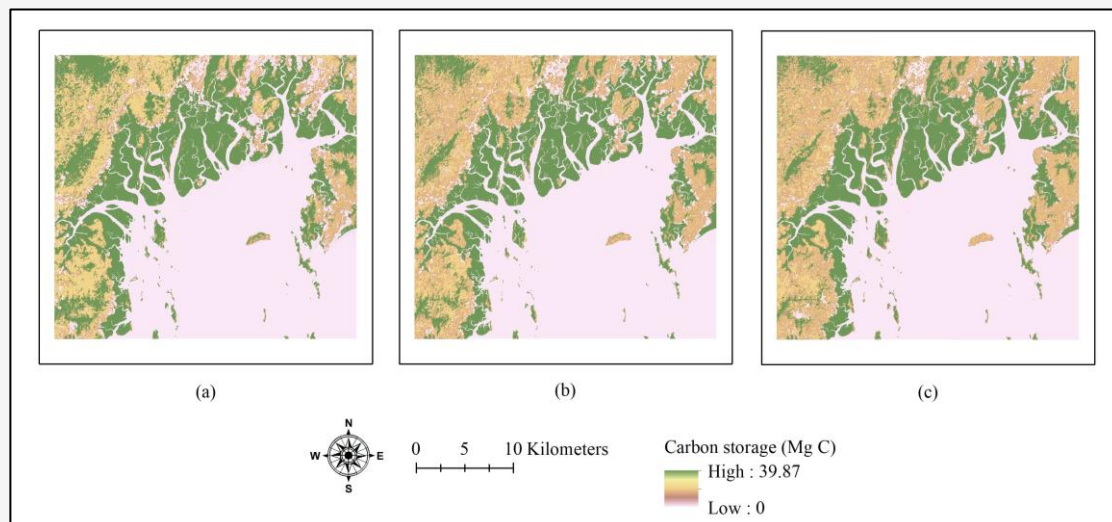 (a)
(b)
(c)
N
W
E
S
0 5 10 Kilometers
Carbon storage (Mg C)
High : 39.87
Low : 0